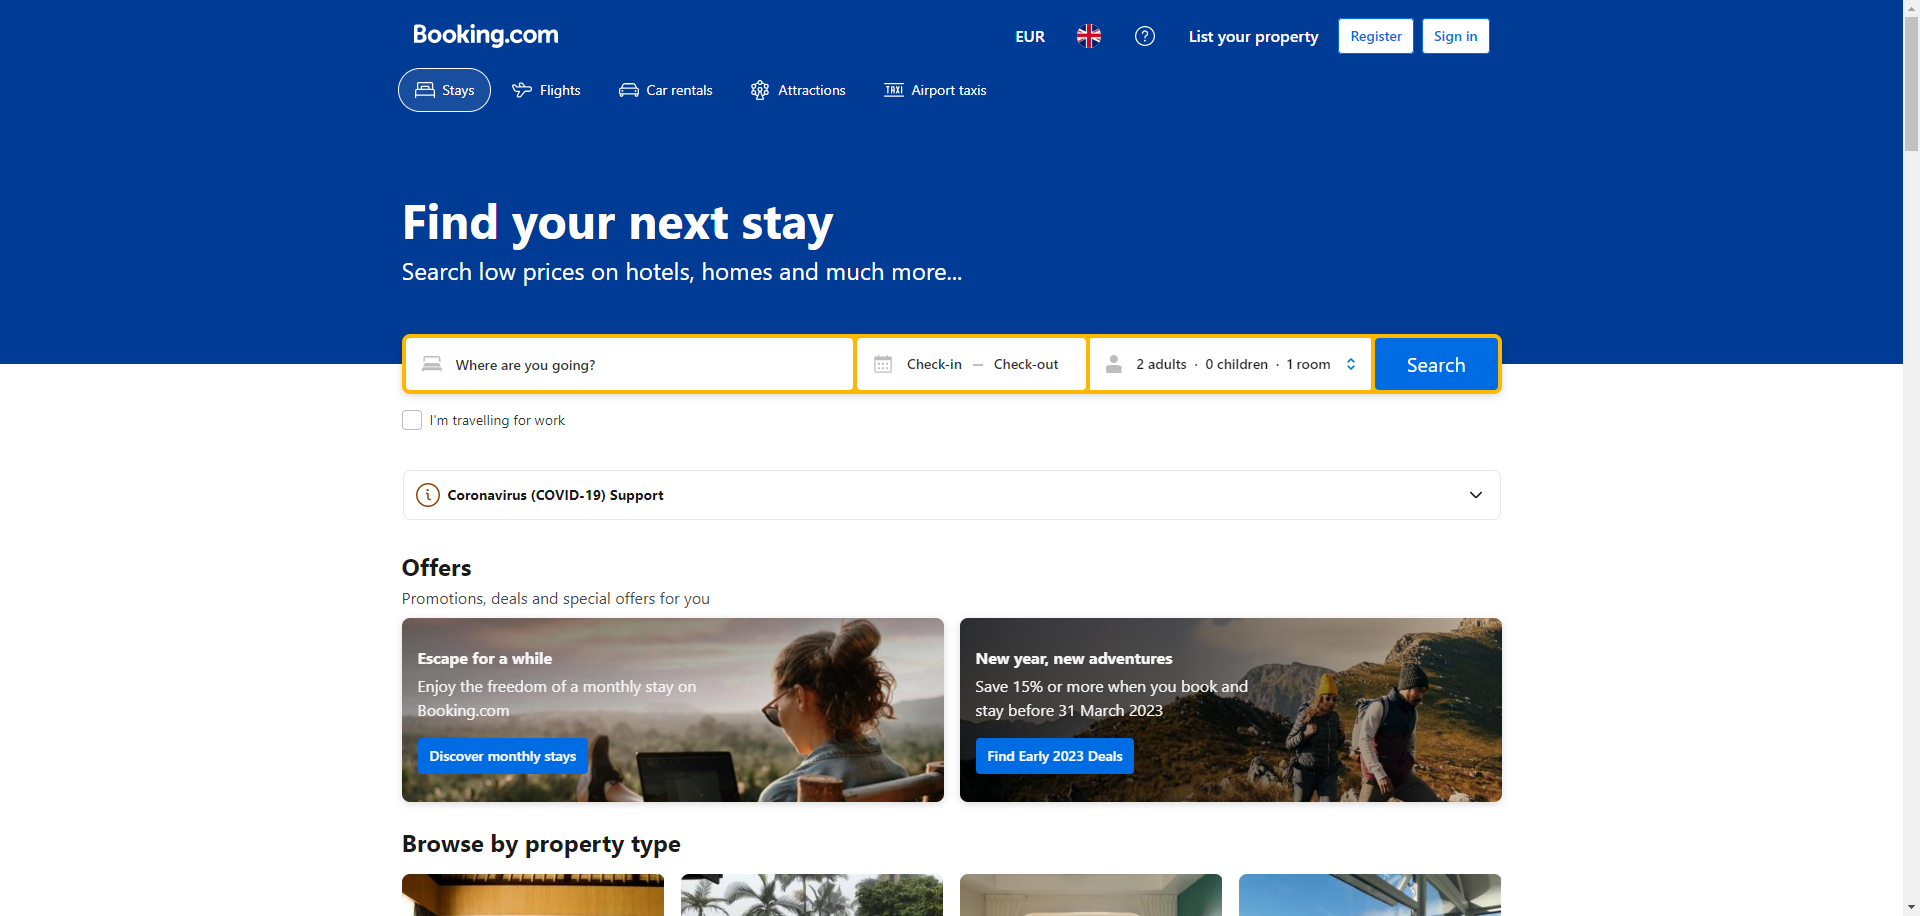 Booking.com
EUR
List your property
Register
Sign in
Stays
Flights
Car rentals
Attractions
TAXI
Airport taxis
Find your next stay
Search low prices on hotels, homes and much more...
Where are you going?
Check-in — Check-out
2 adults · 0 children · 1 room
Search
I'm travelling for work
Coronavirus (COVID-19) Support
Offers
Promotions, deals and special offers for you
Escape for a while
Enjoy the freedom of a monthly stay on
Booking.com
Discover monthly stays
New year, new adventures
Save 15% or more when you book and
stay before 31 March 2023
Find Early 2023 Deals
Browse by property type